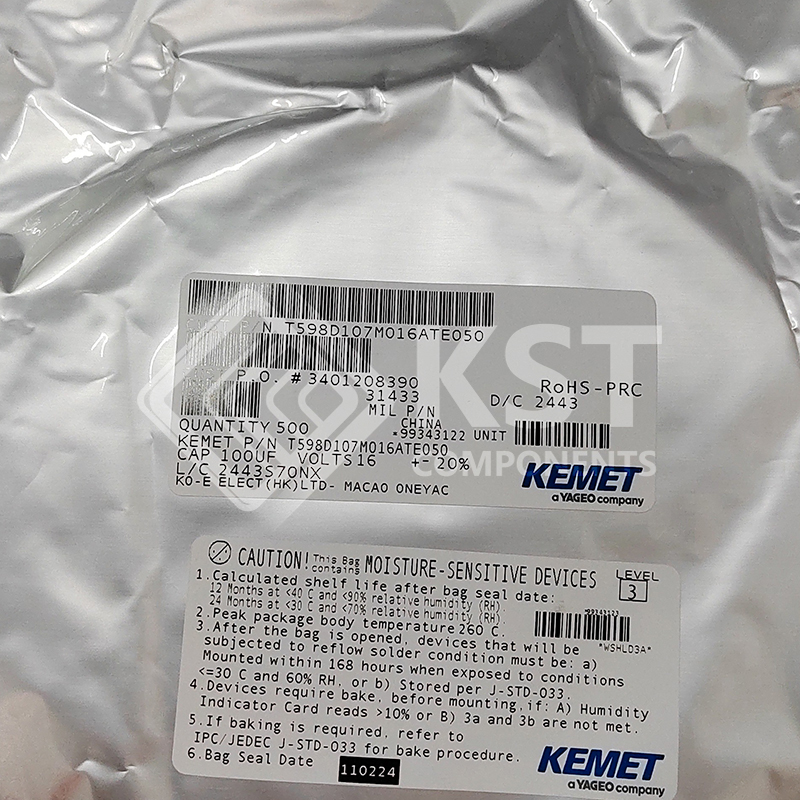 CUST P/N T598D107M016ATE050
P.O. #3401208390
31433
RoHS-PRC
MIL P/N
D/C 2443
QUANTITY 500
CHINA
*99343122 UNIT
KEMET P/N T598D107M016ATE050
CAP 100UF VOLTS16 +-20%
L/C 2443S70NX
KO-E ELECT(HK)LTD- MACAO ONEYAC
KEMET
a YAGEO company
KST
COMPONENTS
CAUTION! This Bag contains MOISTURE-SENSITIVE DEVICES
LEVEL
3
1.Calculated shelf life after bag seal date:
12 Months at <40 C and <90% relative humidity (RH)
24 Months at <30 C and <70% relative humidity (RH)
*99343123
2.Peak package body temperature 260 C.
3.After the bag is opened, devices that will be
*WSHLD3A*
subjected to reflow solder condition must be: a)
Mounted within 168 hours when exposed to conditions
<=30 C and 60% RH, or b) Stored per J-STD-033.
4.Devices require bake, before mounting,if: A) Humidity
Indicator Card reads >10% or B) 3a and 3b are not met.
5.If baking is required, refer to
IPC/JEDEC J-STD-033 for bake procedure.
6.Bag Seal Date 110224
KEMET
a YAGEO company